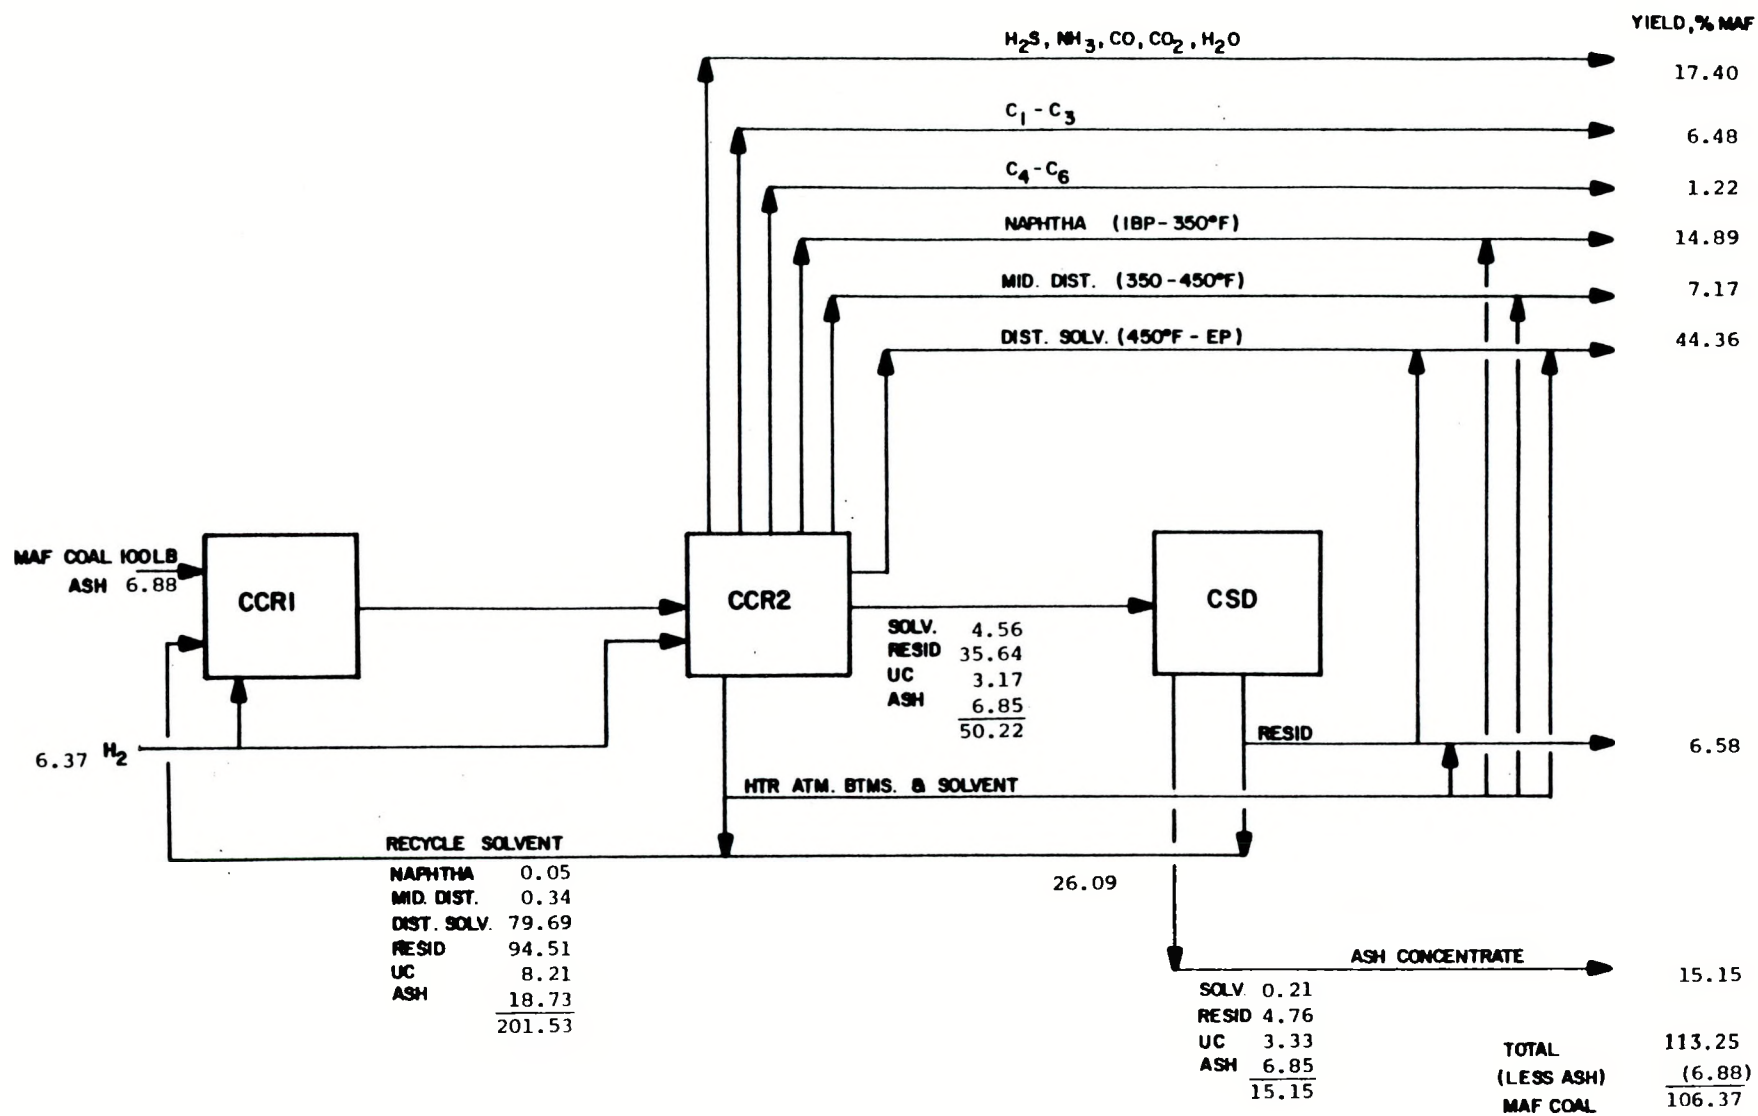 YIELD, % MAF
H2S, NH3, CO, CO2, H2O 17.40
C1 - C3 6.48
C4 - C6 1.22
NAPHTHA (IBP - 350°F) 14.89
MID. DIST. (350 - 450°F) 7.17
DIST. SOLV. (450°F - EP) 44.36
MAF COAL 100 LB
ASH 6.88
CCR1
CCR2
CSD
SOLV. 4.56
RESID 35.64
UC 3.17
ASH 6.85
50.22
6.37 H2
RESID 6.58
HTR ATM. BTMS. & SOLVENT
RECYCLE SOLVENT
NAPHTHA 0.05
MID. DIST. 0.34
DIST. SOLV. 79.69
RESID 94.51
UC 8.21
ASH 18.73
201.53
26.09
ASH CONCENTRATE 15.15
SOLV. 0.21
RESID 4.76
UC 3.33
ASH 6.85
15.15
TOTAL 113.25
(LESS ASH) (6.88)
MAF COAL 106.37